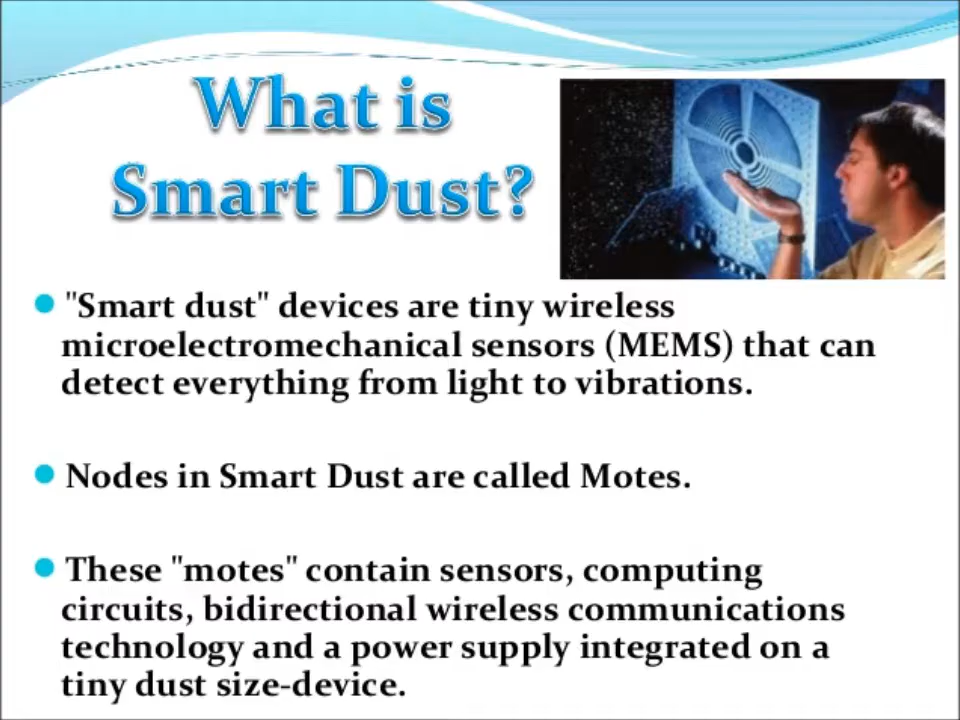 What is
Smart Dust?
"Smart dust" devices are tiny wireless
microelectromechanical sensors (MEMS) that can
detect everything from light to vibrations.
Nodes in Smart Dust are called Motes.
These "motes" contain sensors, computing
circuits, bidirectional wireless communications
technology and a power supply integrated on a
tiny dust size-device.